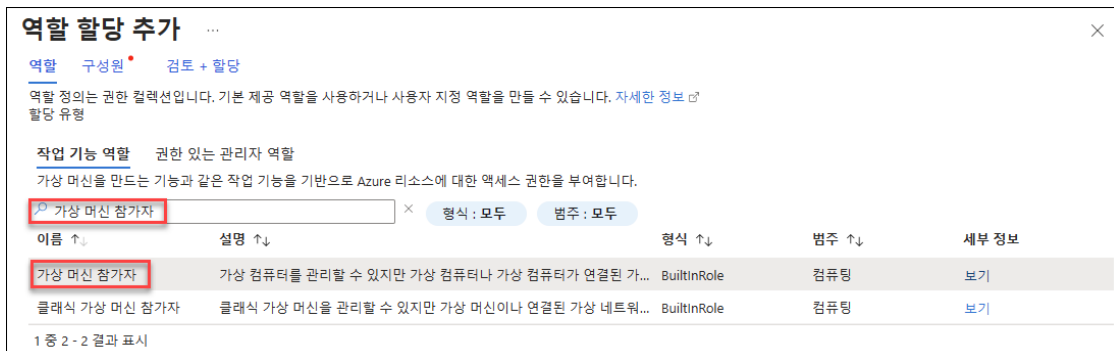 역할 할당 추가 ...
역할 구성원 검토 + 할당
역할 정의는 권한 컬렉션입니다. 기본 제공 역할을 사용하거나 사용자 지정 역할을 만들 수 있습니다. 자세한 정보
할당 유형
작업 기능 역할 권한 있는 관리자 역할
가상 머신을 만드는 기능과 같은 작업 기능을 기반으로 Azure 리소스에 대한 액세스 권한을 부여합니다.
가상 머신 참가자 형식 : 모두 범주 : 모두
이름 ↑↓ 설명 ↑↓ 형식 ↑↓ 범주 ↑↓ 세부 정보
가상 머신 참가자 가상 컴퓨터를 관리할 수 있지만 가상 컴퓨터나 가상 컴퓨터가 연결된 가... BuiltInRole 컴퓨팅 보기
클래식 가상 머신 참가자 클래식 가상 머신을 관리할 수 있지만 가상 머신이나 연결된 가상 네트워... BuiltInRole 컴퓨팅 보기
1 중 2 - 2 결과 표시